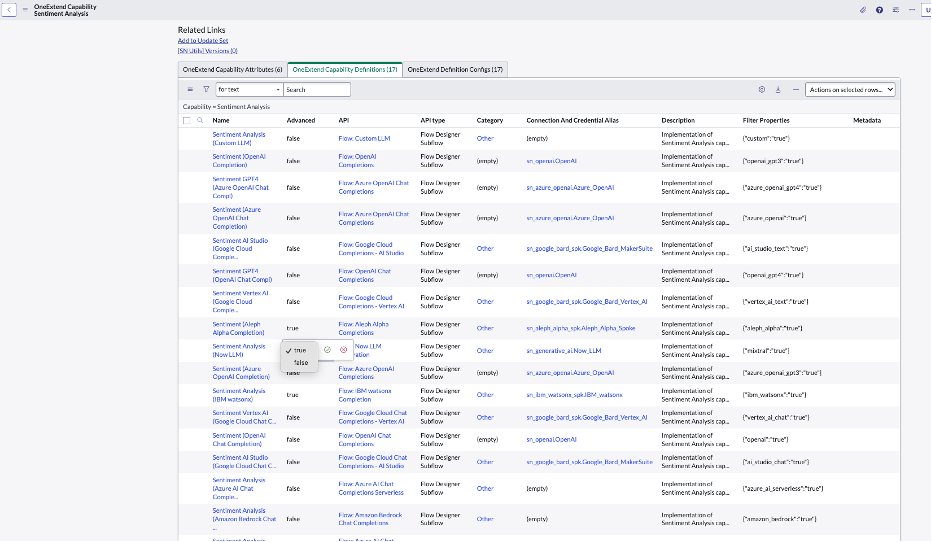 OneExtend Capability
Sentiment Analysis
Related Links
Add to Update Set
[SN Utils] Versions (0)
OneExtend Capability Attributes (6) OneExtend Capability Definitions (17) OneExtend Definition Configs (17)
for text Search Actions on selected rows...
Capability = Sentiment Analysis
Name Advanced API API type Category Connection And Credential Alias Description Filter Properties Metadata
Sentiment Analysis (Custom LLM) false Flow: Custom LLM Flow Designer Subflow Other (empty) Implementation of Sentiment Analysis cap... {"custom":"true"}
Sentiment (OpenAI Completion) false Flow: OpenAI Completions Flow Designer Subflow (empty) sn_openai.OpenAI Implementation of Sentiment Analysis cap... {"openai_gpt3":"true"}
Sentiment GPT4 (Azure OpenAI Chat Compl) false Flow: Azure OpenAI Chat Completions Flow Designer Subflow (empty) sn_azure_openai.Azure_OpenAI Implementation of Sentiment Analysis cap... {"azure_openai_gpt4":"true"}
Sentiment (Azure OpenAI Chat Completion) false Flow: Azure OpenAI Chat Completions Flow Designer Subflow (empty) sn_azure_openai.Azure_OpenAI Implementation of Sentiment Analysis cap... {"azure_openai":"true"}
Sentiment AI Studio (Google Cloud Comple... false Flow: Google Cloud Completions - AI Studio Flow Designer Subflow Other sn_google_bard_spk.Google_Bard_MakerSuite Implementation of Sentiment Analysis cap... {"ai_studio_text":"true"}
Sentiment GPT4 (OpenAI Chat Compl) false Flow: OpenAI Chat Completions Flow Designer Subflow (empty) sn_openai.OpenAI Implementation of Sentiment Analysis cap... {"openai_gpt4":"true"}
Sentiment Vertex AI (Google Cloud Comple... false Flow: Google Cloud Completions - Vertex AI Flow Designer Subflow Other sn_google_bard_spk.Google_Bard_Vertex_AI Implementation of Sentiment Analysis cap... {"vertex_ai_text":"true"}
Sentiment (Aleph Alpha Completion) true Flow: Aleph Alpha Completions Flow Designer Subflow Other sn_aleph_alpha_spk.Aleph_Alpha_Spoke Implementation of Sentiment Analysis cap... {"aleph_alpha":"true"}
Sentiment Analysis (Now LLM) true false Now LLM Flow Designer Subflow Other sn_generative_ai.Now_LLM Implementation of Sentiment Analysis cap... {"mixtral":"true"}
Sentiment (Azure OpenAI Completion) false Flow: Azure OpenAI Completions Flow Designer Subflow (empty) sn_azure_openai.Azure_OpenAI Implementation of Sentiment Analysis cap... {"azure_openai_gpt3":"true"}
Sentiment Analysis (IBM watsonx) true Flow: IBM watsonx Completion Flow Designer Subflow Other sn_ibm_watsonx_spk.IBM_watsonx Implementation of Sentiment Analysis cap... {"ibm_watsonx":"true"}
Sentiment Vertex AI (Google Cloud Chat C... false Flow: Google Cloud Chat Completions - Vertex AI Flow Designer Subflow Other sn_google_bard_spk.Google_Bard_Vertex_AI Implementation of Sentiment Analysis cap... {"vertex_ai_chat":"true"}
Sentiment (OpenAI Chat Completion) false Flow: OpenAI Chat Completions Flow Designer Subflow (empty) sn_openai.OpenAI Implementation of Sentiment Analysis cap... {"openai":"true"}
Sentiment AI Studio (Google Cloud Chat C... false Flow: Google Cloud Chat Completions - AI Studio Flow Designer Subflow Other sn_google_bard_spk.Google_Bard_MakerSuite Implementation of Sentiment Analysis cap... {"ai_studio_chat":"true"}
Sentiment Analysis (Azure AI Chat Comple... false Flow: Azure AI Chat Completions Serverless Flow Designer Subflow Other (empty) Implementation of Sentiment Analysis cap... {"azure_ai_serverless":"true"}
Sentiment Analysis (Amazon Bedrock Chat ... false Flow: Amazon Bedrock Chat Completions Flow Designer Subflow Other (empty) Implementation of Sentiment Analysis cap... {"amazon_bedrock":"true"}
Sentiment Analysis Flow: Azure AI Chat Flow Designer Implementation of